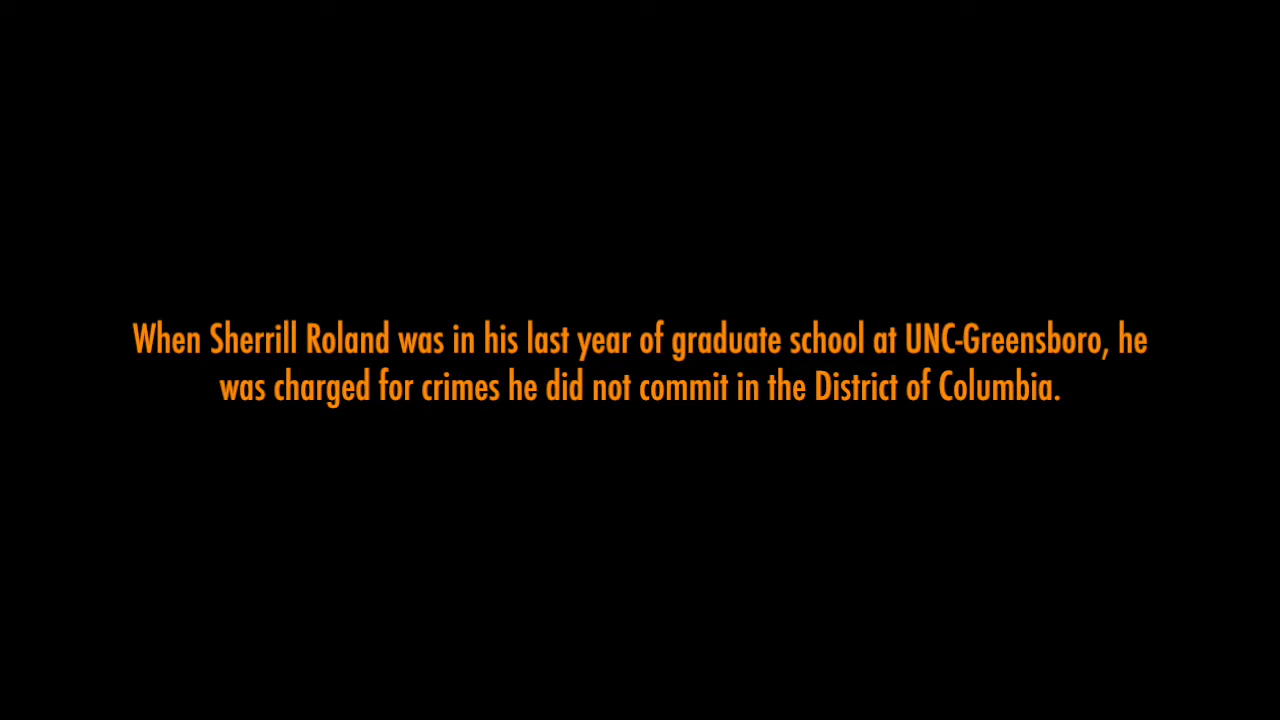 When Sherrill Roland was in his last year of graduate school at UNC-Greensboro, he
was charged for crimes he did not commit in the District of Columbia.